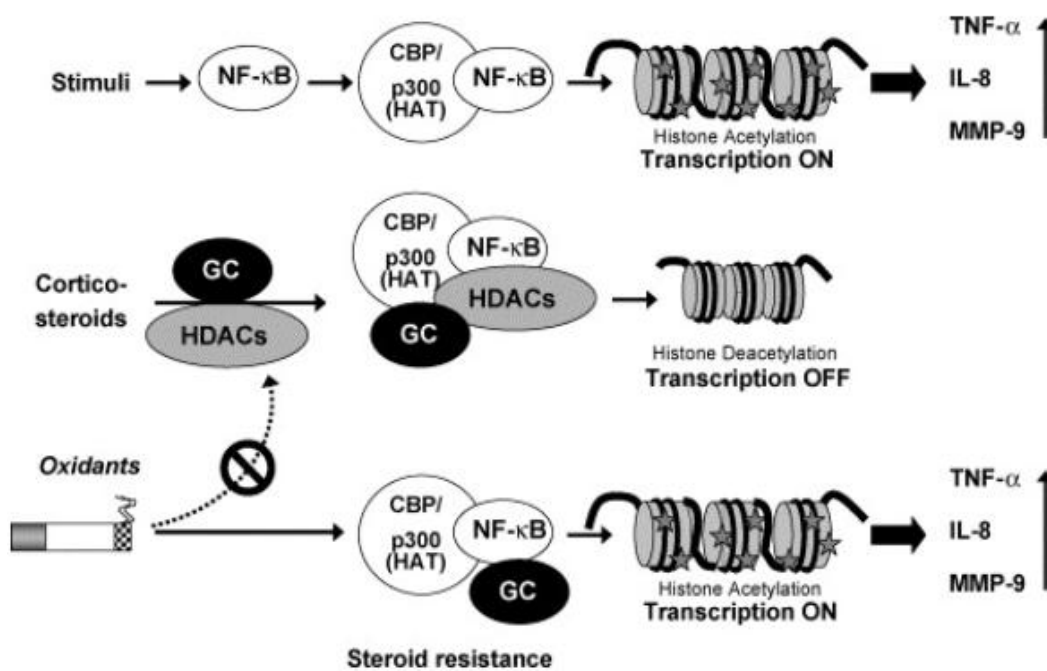 Stimuli
NF-κB
CBP/
p300
(HAT)
NF-κB
Histone Acetylation
Transcription ON
TNF-α
IL-8
MMP-9
Cortico-
steroids
GC
HDACs
CBP/
p300
(HAT)
NF-κB
HDACs
GC
Histone Deacetylation
Transcription OFF
Oxidants
CBP/
p300
(HAT)
NF-κB
GC
Histone Acetylation
Transcription ON
TNF-α
IL-8
MMP-9
Steroid resistance